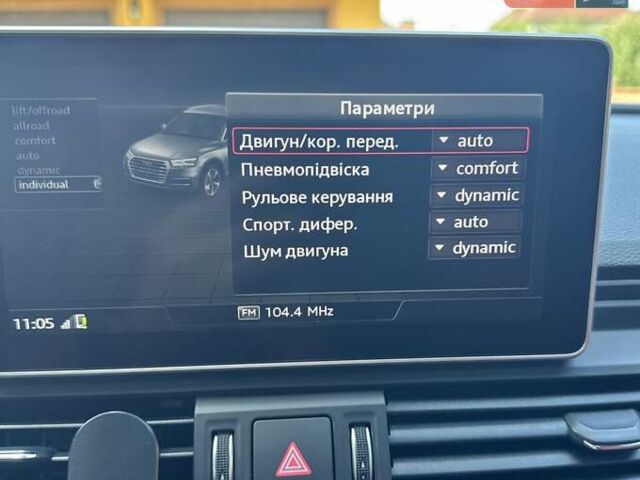 lift/offroad
allroad
comfort
auto
dynamic
individual
Параметри
Двигун/кор. перед. auto
Пневмопідвіска comfort
Рульове керування dynamic
Спорт. дифер. auto
Шум двигуна dynamic
11:05
FM 104.4 MHz